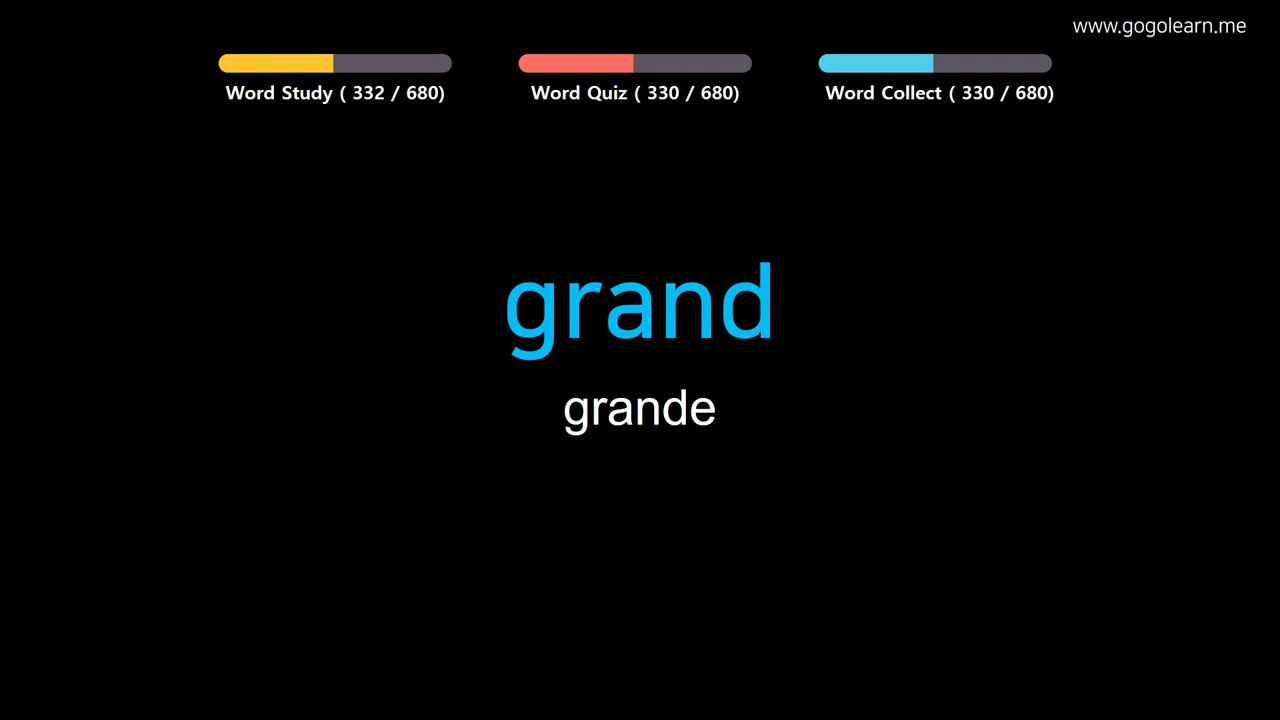 www.gogolearn.me
Word Study ( 332 / 680)
Word Quiz ( 330 / 680)
Word Collect ( 330 / 680)
grand
grande